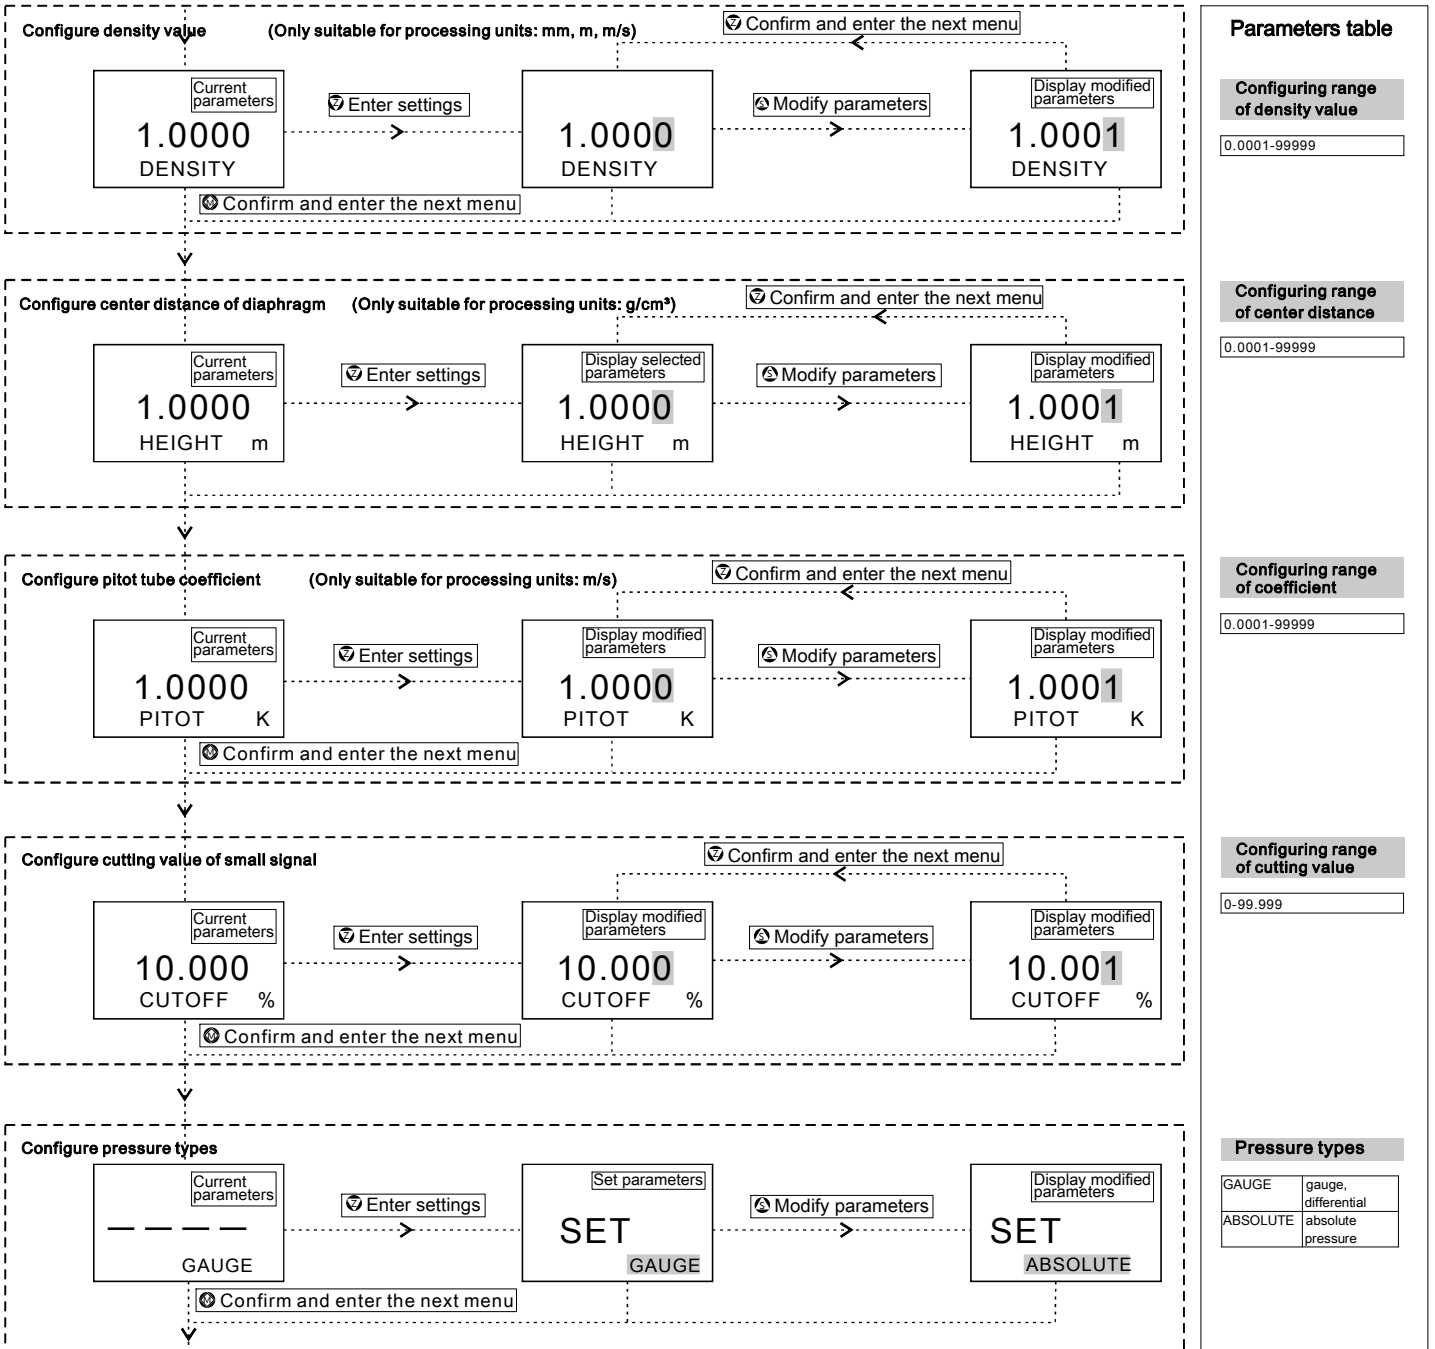 Configure density value (Only suitable for processing units: mm, m, m/s)
Z Confirm and enter the next menu
Current
parameters
1.0000
DENSITY
Z Enter settings
1.0000
DENSITY
S Modify parameters
Display modified
parameters
1.0001
DENSITY
M Confirm and enter the next menu
Configure center distance of diaphragm (Only suitable for processing units: g/cm³)
Z Confirm and enter the next menu
Current
parameters
1.0000
HEIGHT m
Z Enter settings
Display selected
parameters
1.0000
HEIGHT m
S Modify parameters
Display modified
parameters
1.0001
HEIGHT m
Configure pitot tube coefficient (Only suitable for processing units: m/s)
Z Confirm and enter the next menu
Current
parameters
1.0000
PITOT K
Z Enter settings
Display modified
parameters
1.0000
PITOT K
S Modify parameters
Display modified
parameters
1.0001
PITOT K
M Confirm and enter the next menu
Configure cutting value of small signal
Z Confirm and enter the next menu
Current
parameters
10.000
CUTOFF %
Z Enter settings
Display modified
parameters
10.000
CUTOFF %
S Modify parameters
Display modified
parameters
10.001
CUTOFF %
M Confirm and enter the next menu
Configure pressure types
Current
parameters
— — — —
GAUGE
Z Enter settings
Set parameters
SET
GAUGE
S Modify parameters
Display modified
parameters
SET
ABSOLUTE
M Confirm and enter the next menu
Parameters table
Configuring range
of density value
0.0001-99999
Configuring range
of center distance
0.0001-99999
Configuring range
of coefficient
0.0001-99999
Configuring range
of cutting value
0-99.999
Pressure types
GAUGE gauge,
differential
ABSOLUTE absolute
pressure